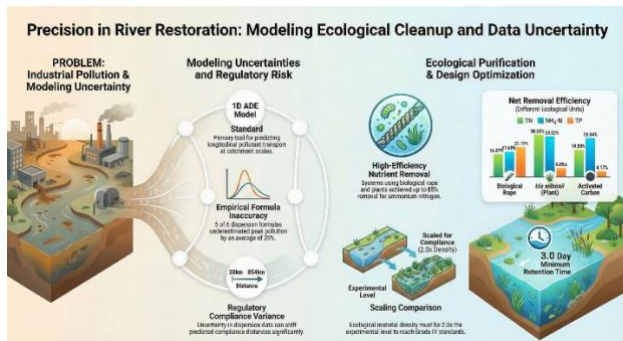 Precision in River Restoration: Modeling Ecological Cleanup and Data Uncertainty
PROBLEM:
Industrial Pollution &
Modeling Uncertainty
Modeling Uncertainties
and Regulatory Risk
1D ADE
Model
Standard
Primary tool for predicting
longitudinal pollutant transport
at catchment scales.
Empirical Formula
Inaccuracy
5 of 6 dispersion formulas
underestimated peak pollution
by an average of 29%.
Distance
Regulatory
Compliance Variance
Uncertainty in dispersion data can shift
predicted compliance distances significantly.
Ecological Purification
& Design Optimization
High-Efficiency
Nutrient Removal
Systems using biological rope
and plants achieved up to 85%
removal for ammonium nitrogen.
Net Removal Efficiency
(Different Ecological Units)
TN NH₄-N TP
Biological
Rope
Iris wilsonii
(Plant)
Activated
Carbon
Scaled for
Compliance
(2.0x Density)
Experimental
Level
Scaling Comparison
Ecological material density must be 2.0x the
experimental level to reach Grade IV standards.
3.0 Day
Minimum
Retention Time